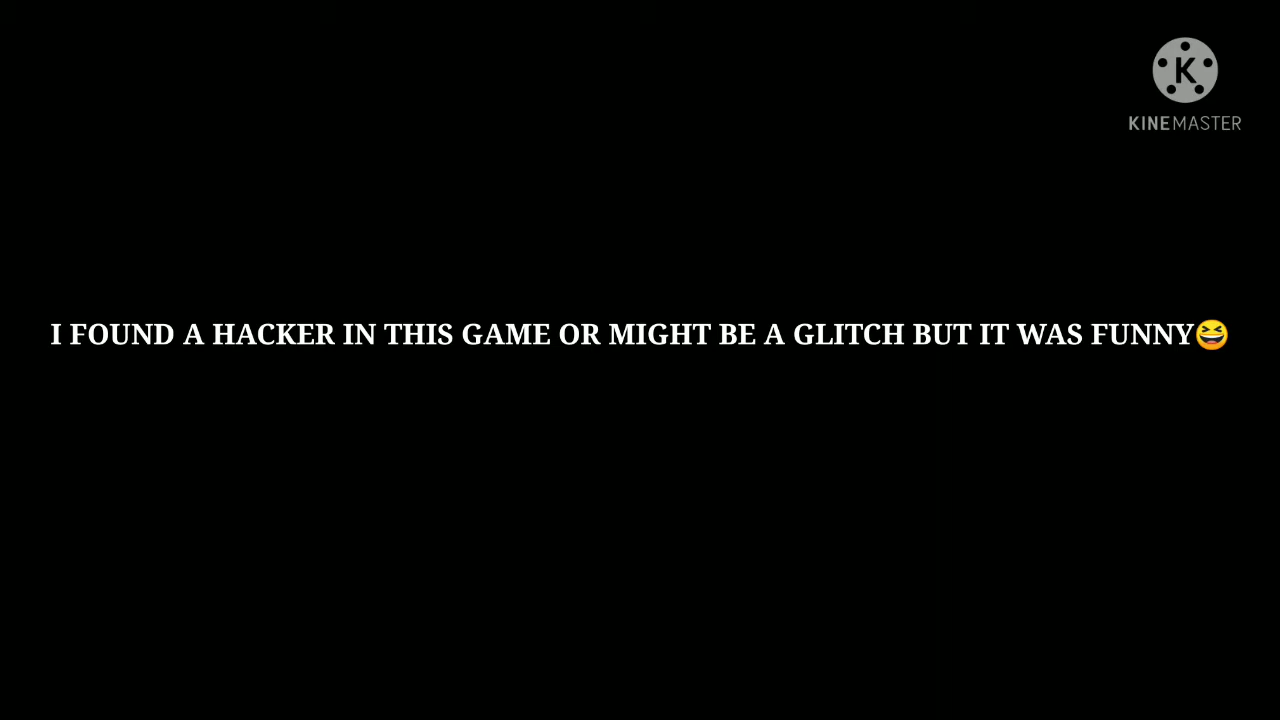 K
KINEMASTER
I FOUND A HACKER IN THIS GAME OR MIGHT BE A GLITCH BUT IT WAS FUNNY😆